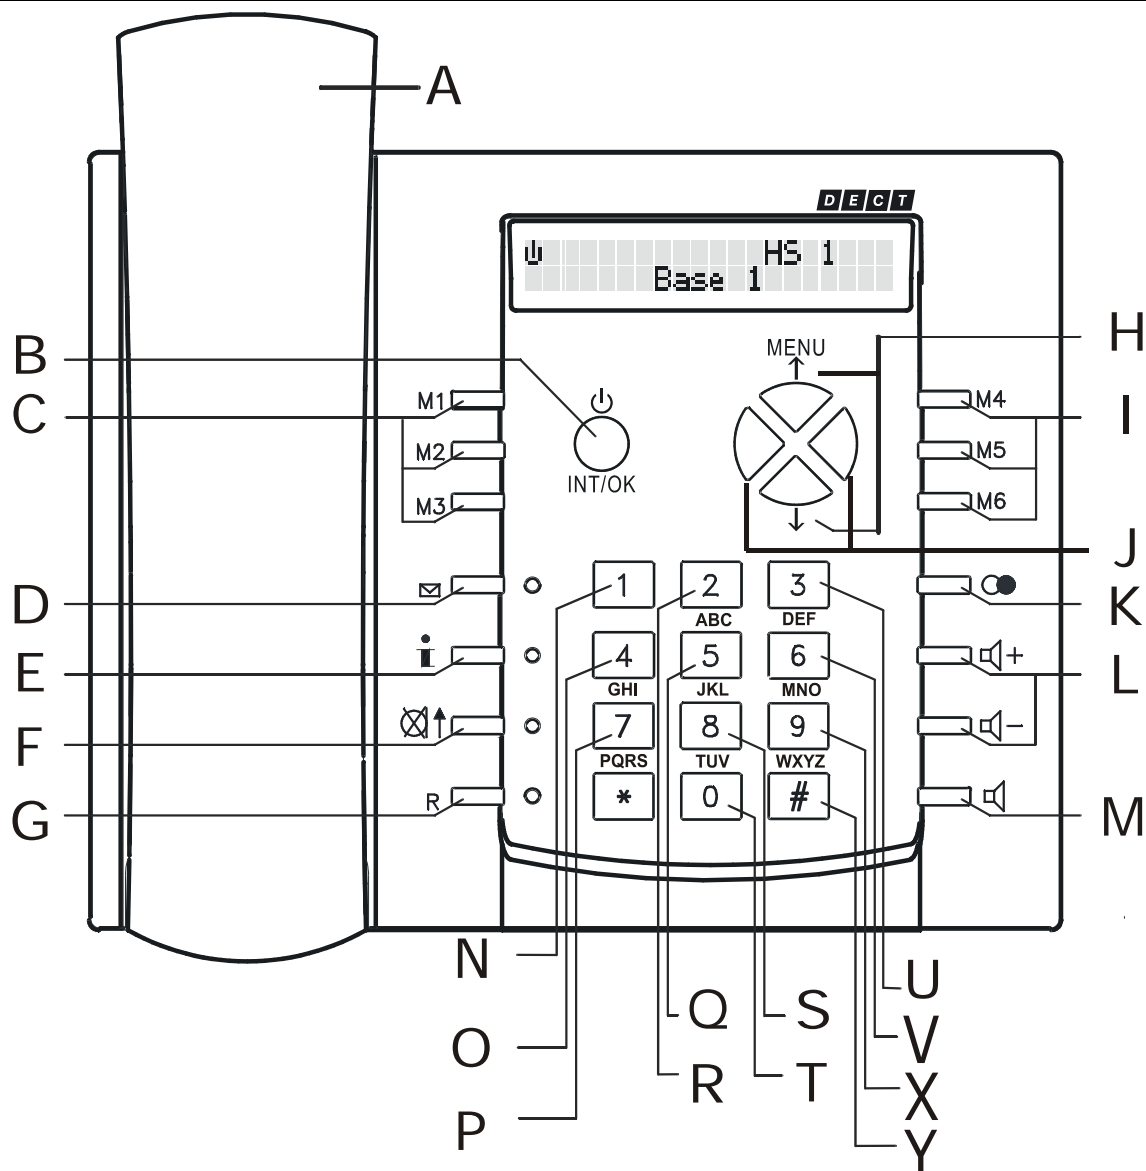 A
DECT
HS 1
Base 1
MENU
H
B
C
M1
M4
I
M2
M5
INT/OK
M3
M6
J
D
1
2
3
K
ABC
DEF
E
i
4
5
6
+
L
GHI
JKL
MNO
F
7
8
9
-
PQRS
TUV
WXYZ
G
R
*
0
#
M
N
U
Q
S
O
V
R
T
X
P
Y